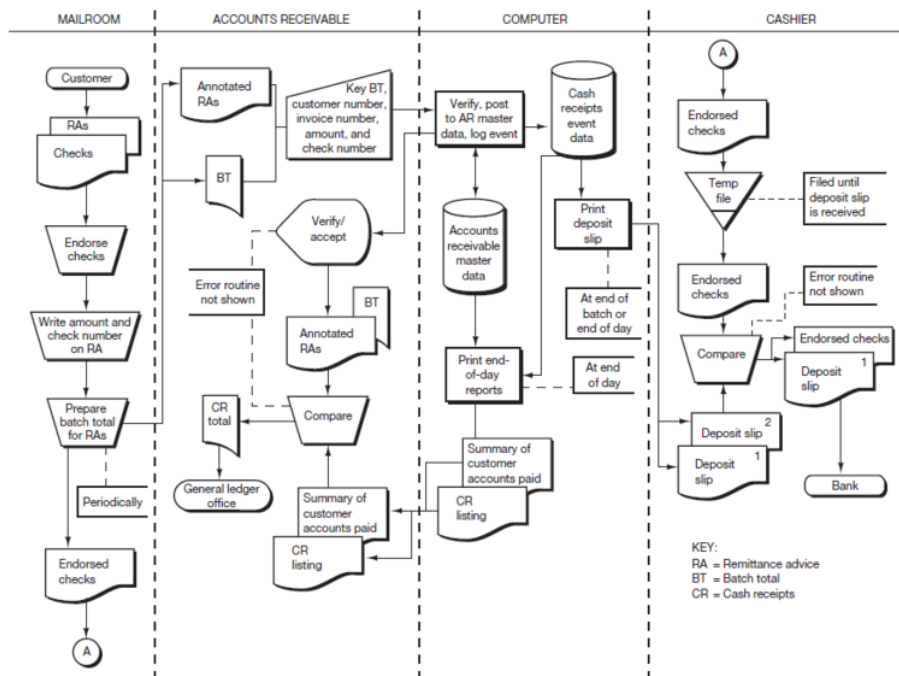 MAILROOM
ACCOUNTS RECEIVABLE
COMPUTER
CASHIER
Customer
RAs
Checks
Endorse
checks
Write amount and
check number
on RA
Prepare
batch total
for RAs
Periodically
Endorsed
checks
A
Annotated
RAs
BT
Key BT,
customer number,
invoice number,
amount, and
check number
Verify/
accept
Error routine
not shown
BT
Annotated
RAs
Compare
CR
total
General ledger
office
Summary of
customer
accounts paid
CR
listing
Verify, post
to AR master
data, log event
Cash
receipts
event
data
Accounts
receivable
master
data
Print
deposit
slip
At end of
batch or
end of day
Print end-
of-day
reports
At end
of day
Summary of
customer
accounts paid
CR
listing
A
Endorsed
checks
Temp
file
Filed until
deposit slip
is received
Endorsed
checks
Error routine
not shown
Compare
Endorsed checks
Deposit
slip
1
Deposit slip
2
Deposit
slip
1
Bank
KEY:
RA = Remittance advice
BT = Batch total
CR = Cash receipts